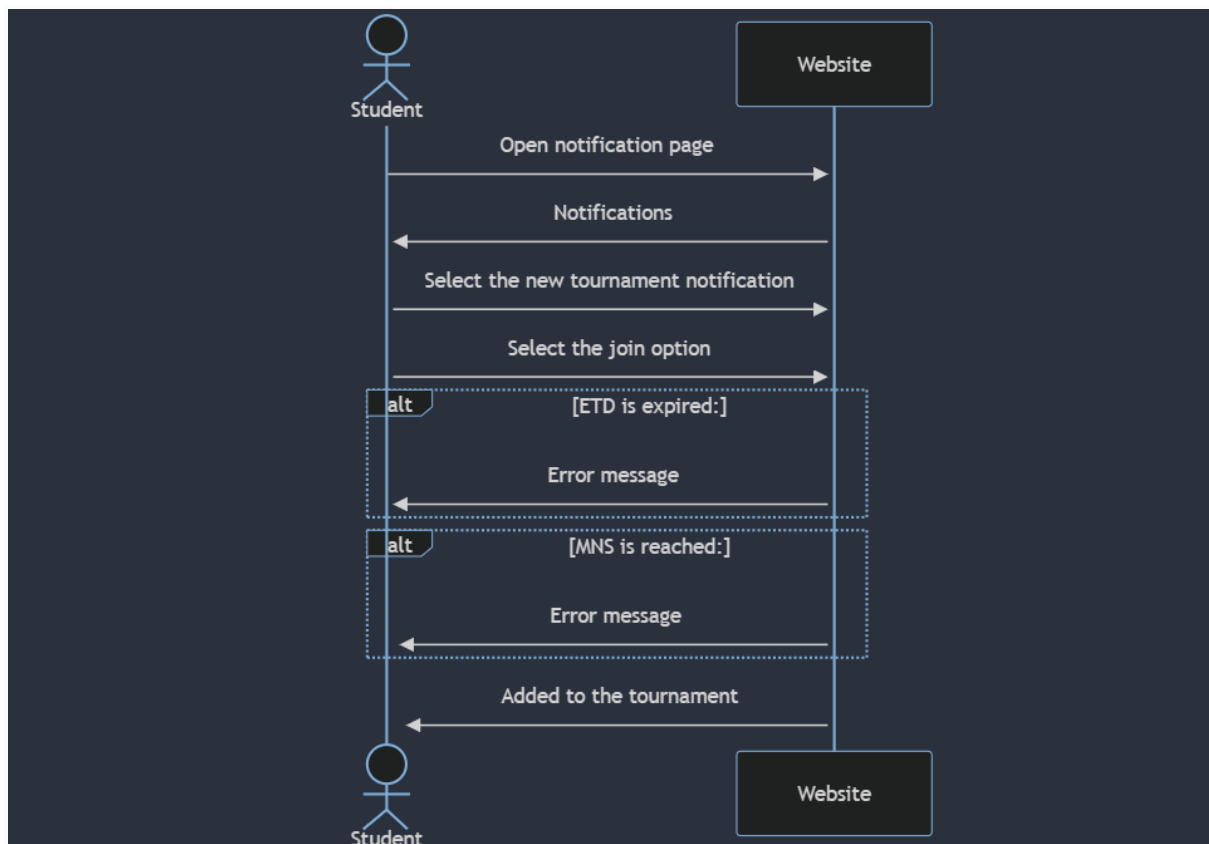 Website
Student
Open notification page
Notifications
Select the new tournament notification
Select the join option
alt
[ETD is expired:]
Error message
alt
[MNS is reached:]
Error message
Added to the tournament
Website
Student